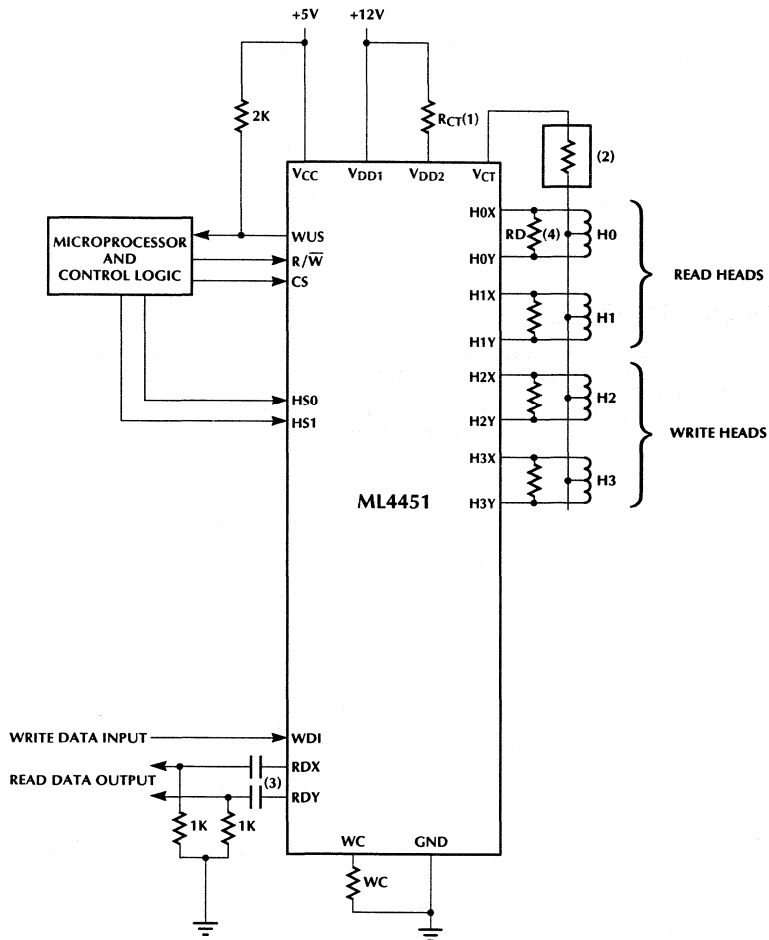 +5V
+12V
2K
RCT(1)
(2)
VCC
VDD1
VDD2
VCT
MICROPROCESSOR
AND
CONTROL LOGIC
WUS
R/W̅
CS
HS0
HS1
H0X
RD
(4)
H0
H0Y
H1X
H1
H1Y
READ HEADS
H2X
H2
H2Y
H3X
H3
H3Y
WRITE HEADS
ML4451
WRITE DATA INPUT
WDI
READ DATA OUTPUT
RDX
(3)
RDY
1K
1K
WC
GND
WC